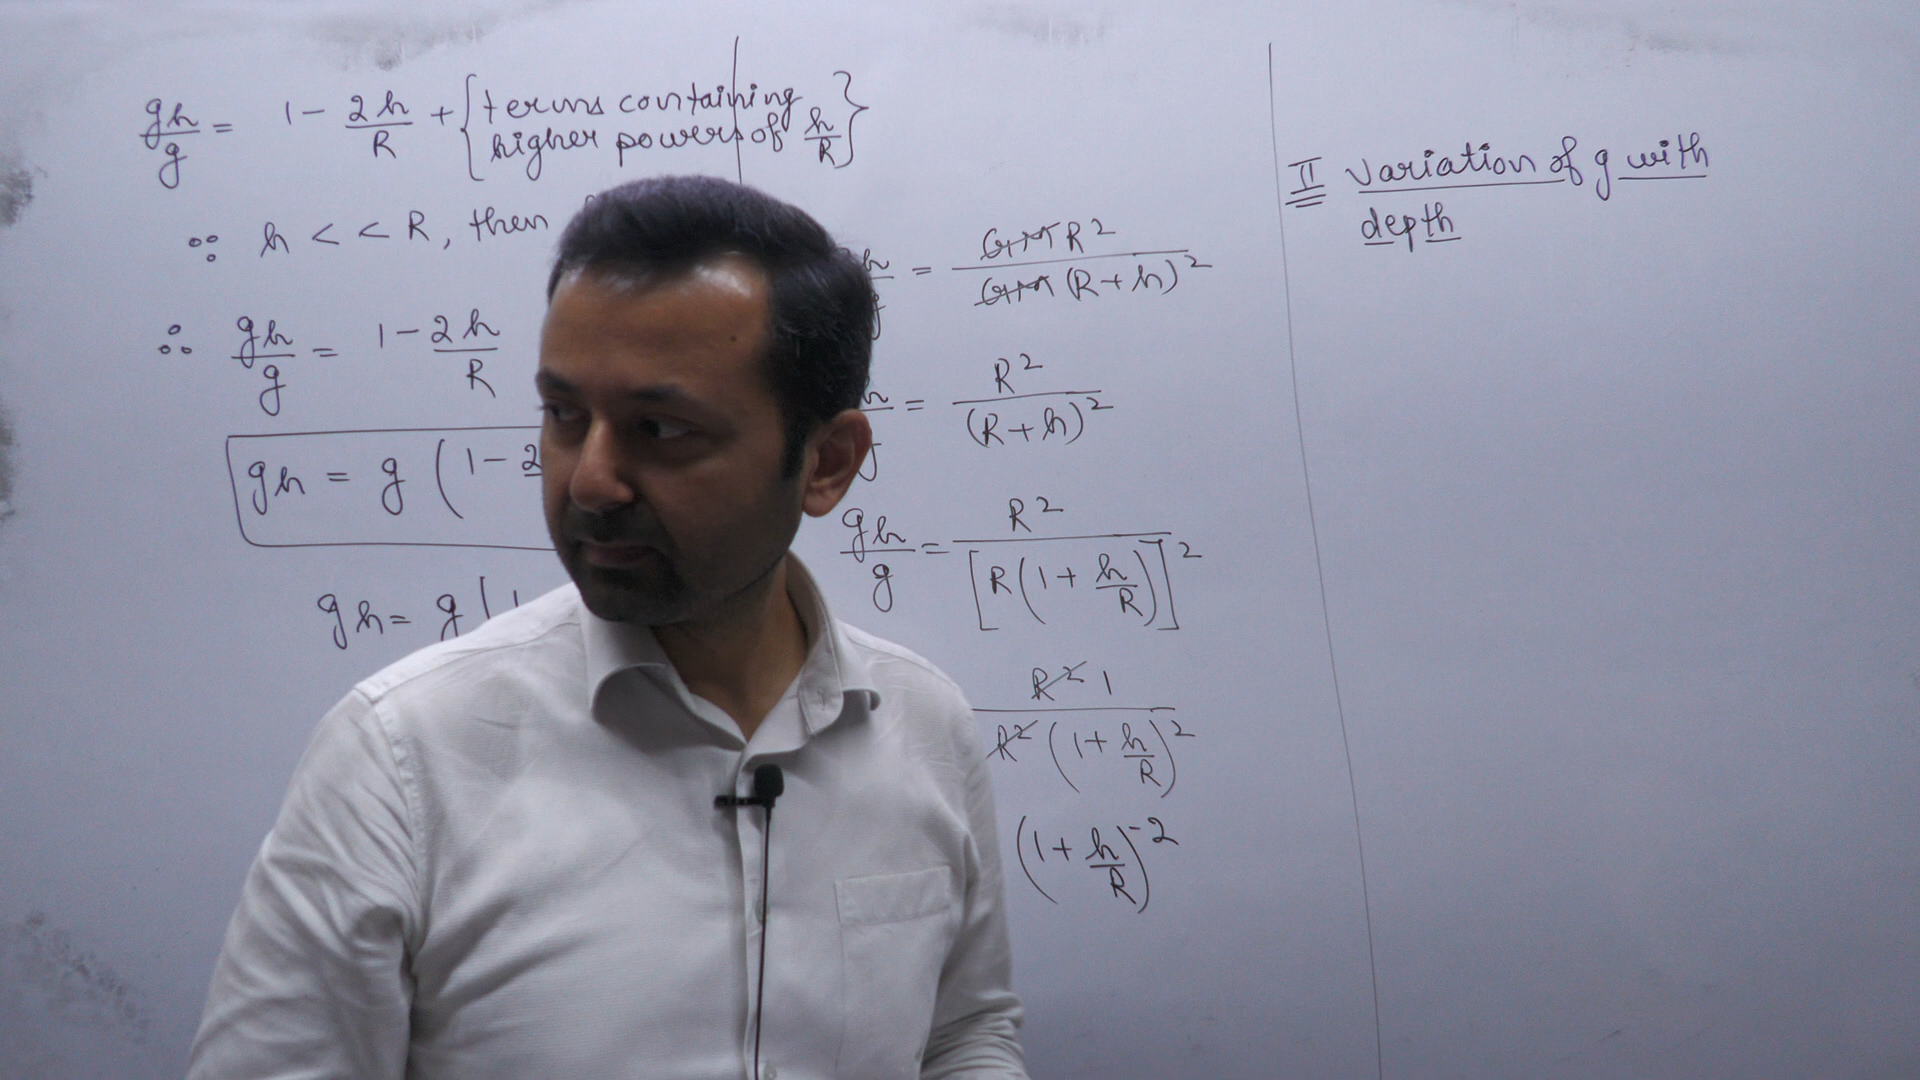 gh/g = 1 - 2h/R + {terms containing
higher powers of h/R}
∵ h < < R, then
∴ gh/g = 1 - 2h/R
gh = g ( 1 - 2
gh = g ( 1
h = GM R² / GM (R + h)²
h = R² / (R + h)²
gh/g = R² / [R(1 + h/R)]²
R² 1 / R² (1 + h/R)²
(1 + h/R)⁻²
II variation of g with
depth